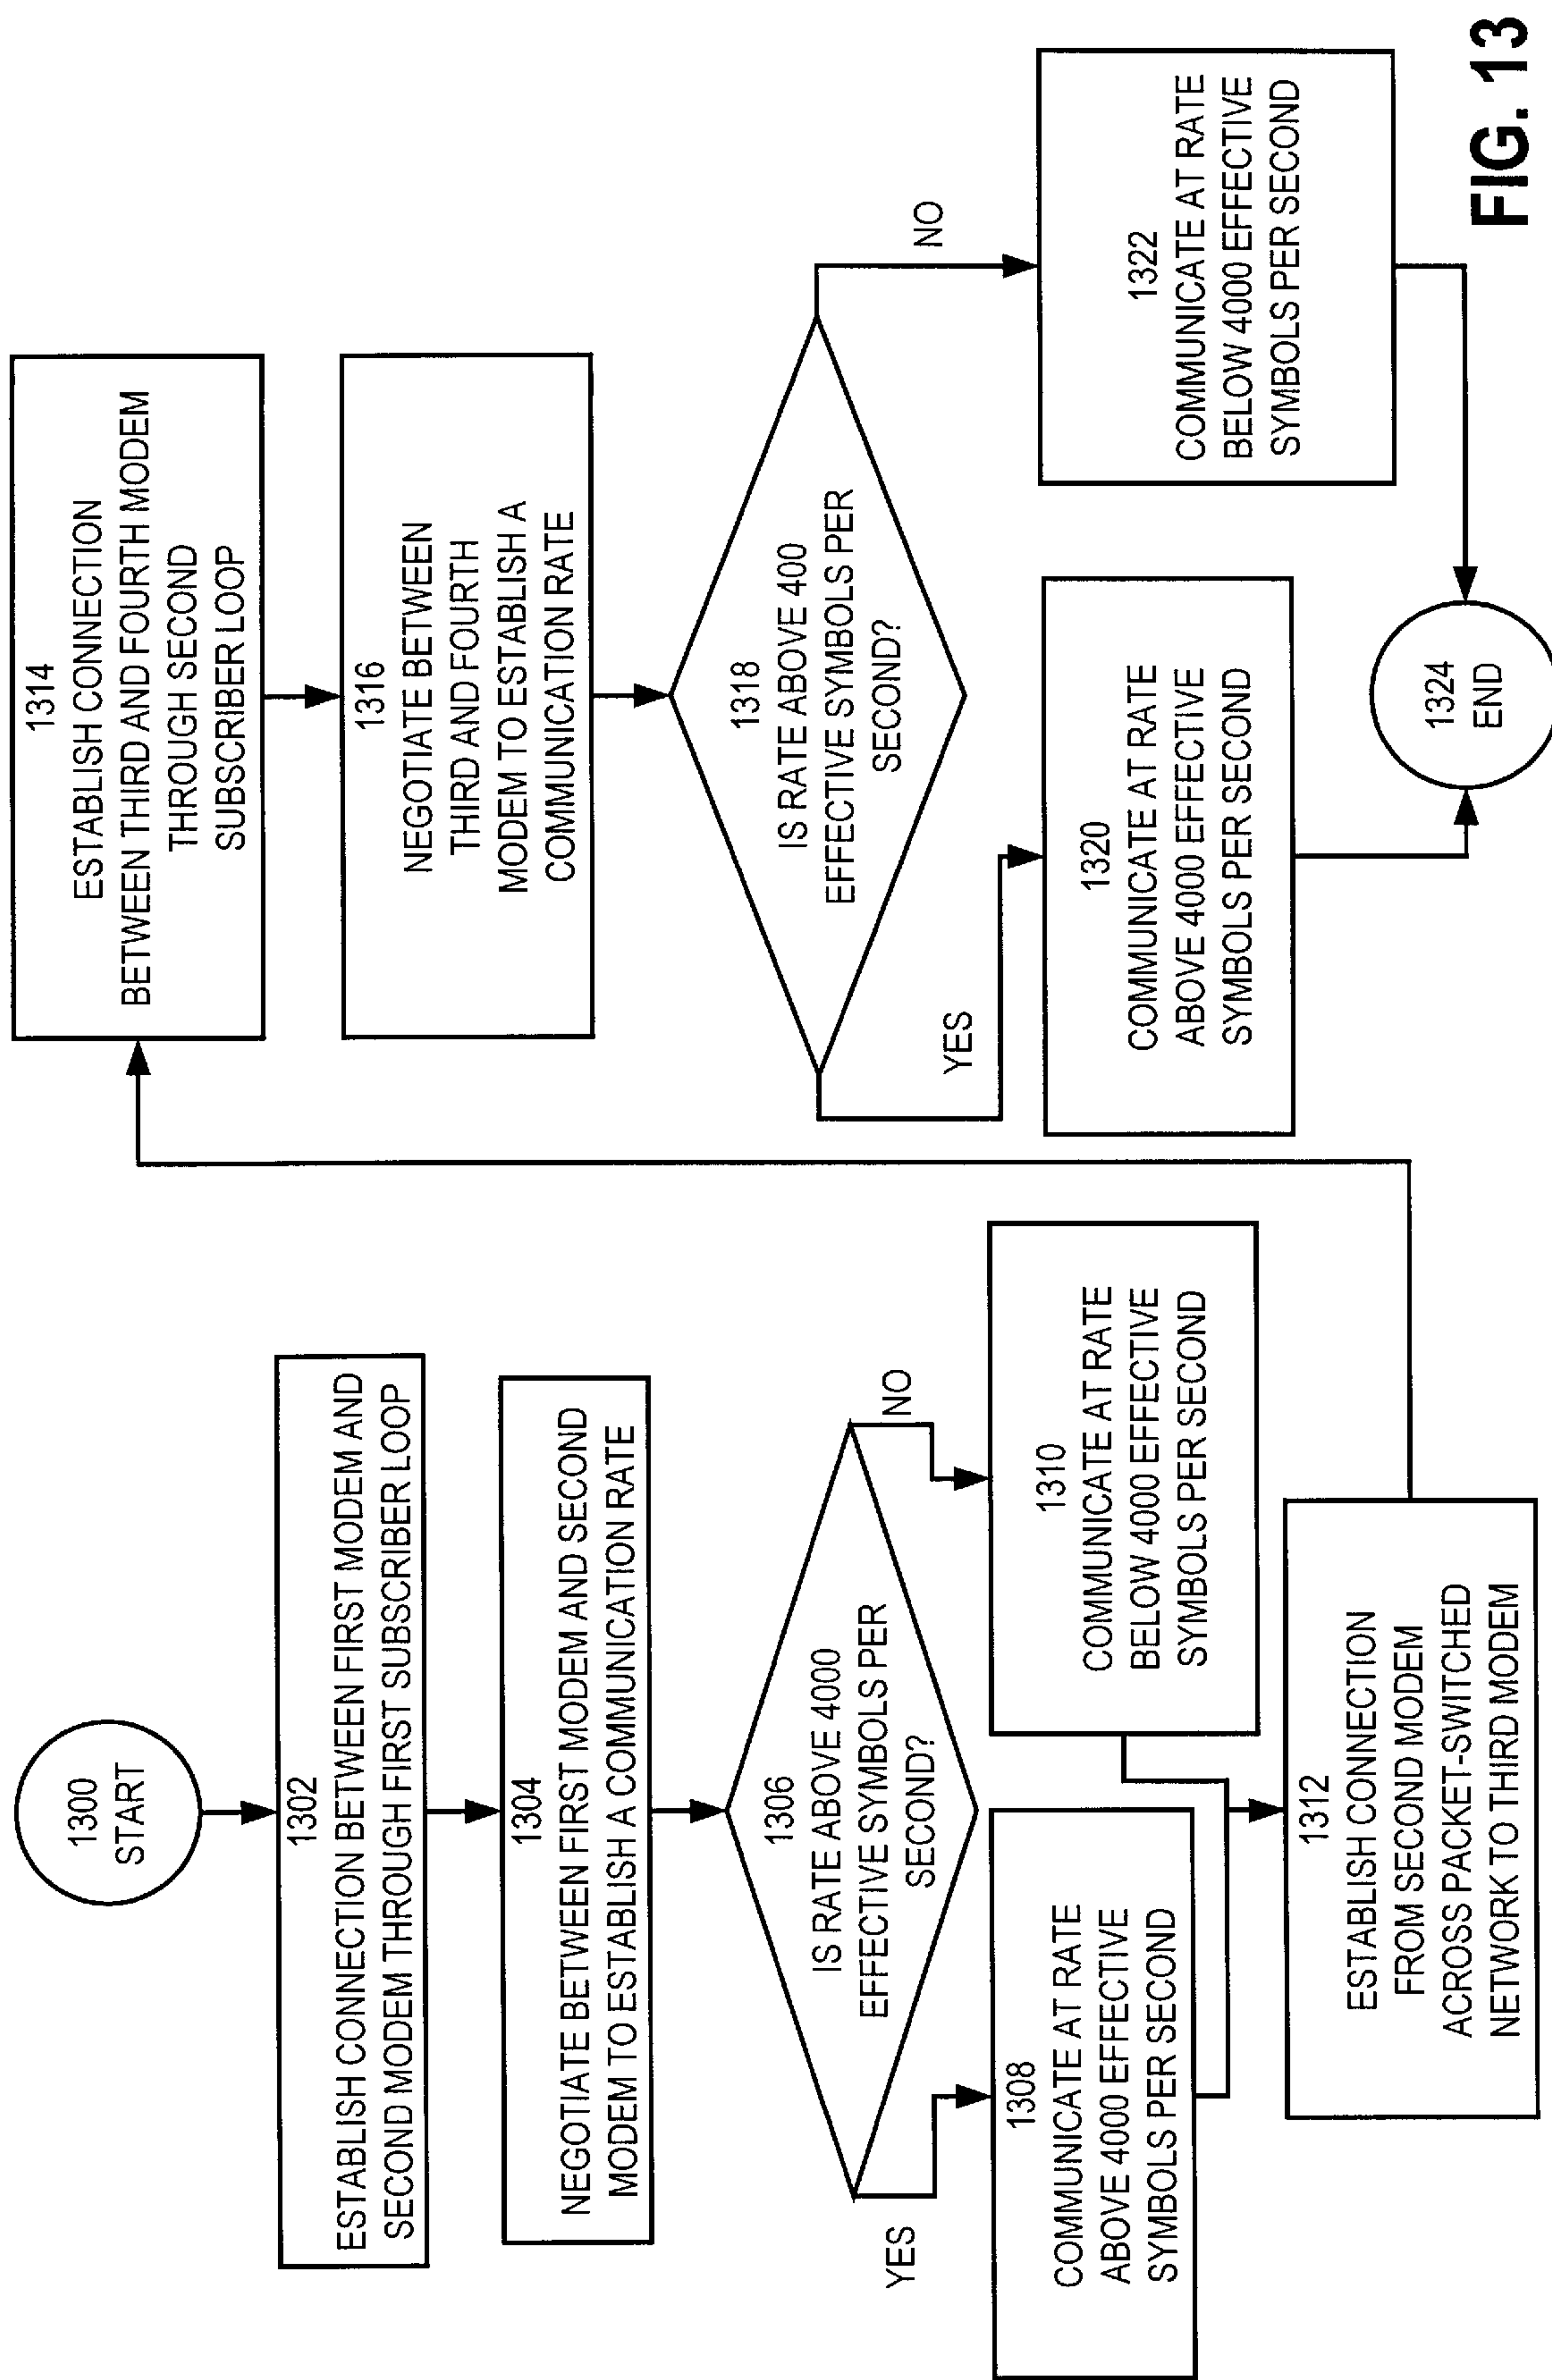 1300
START
1302
ESTABLISH CONNECTION BETWEEN FIRST MODEM AND
SECOND MODEM THROUGH FIRST SUBSCRIBER LOOP
1304
NEGOTIATE BETWEEN FIRST MODEM AND SECOND
MODEM TO ESTABLISH A COMMUNICATION RATE
1306
IS RATE ABOVE 4000
EFFECTIVE SYMBOLS PER
SECOND?
YES
NO
1308
COMMUNICATE AT RATE
ABOVE 4000 EFFECTIVE
SYMBOLS PER SECOND
1310
COMMUNICATE AT RATE
BELOW 4000 EFFECTIVE
SYMBOLS PER SECOND
1312
ESTABLISH CONNECTION
FROM SECOND MODEM
ACROSS PACKET-SWITCHED
NETWORK TO THIRD MODEM
1314
ESTABLISH CONNECTION
BETWEEN THIRD AND FOURTH MODEM
THROUGH SECOND
SUBSCRIBER LOOP
1316
NEGOTIATE BETWEEN
THIRD AND FOURTH
MODEM TO ESTABLISH A
COMMUNICATION RATE
1318
IS RATE ABOVE 400
EFFECTIVE SYMBOLS PER
SECOND?
YES
NO
1320
COMMUNICATE AT RATE
ABOVE 4000 EFFECTIVE
SYMBOLS PER SECOND
1322
COMMUNICATE AT RATE
BELOW 4000 EFFECTIVE
SYMBOLS PER SECOND
1324
END
FIG. 13